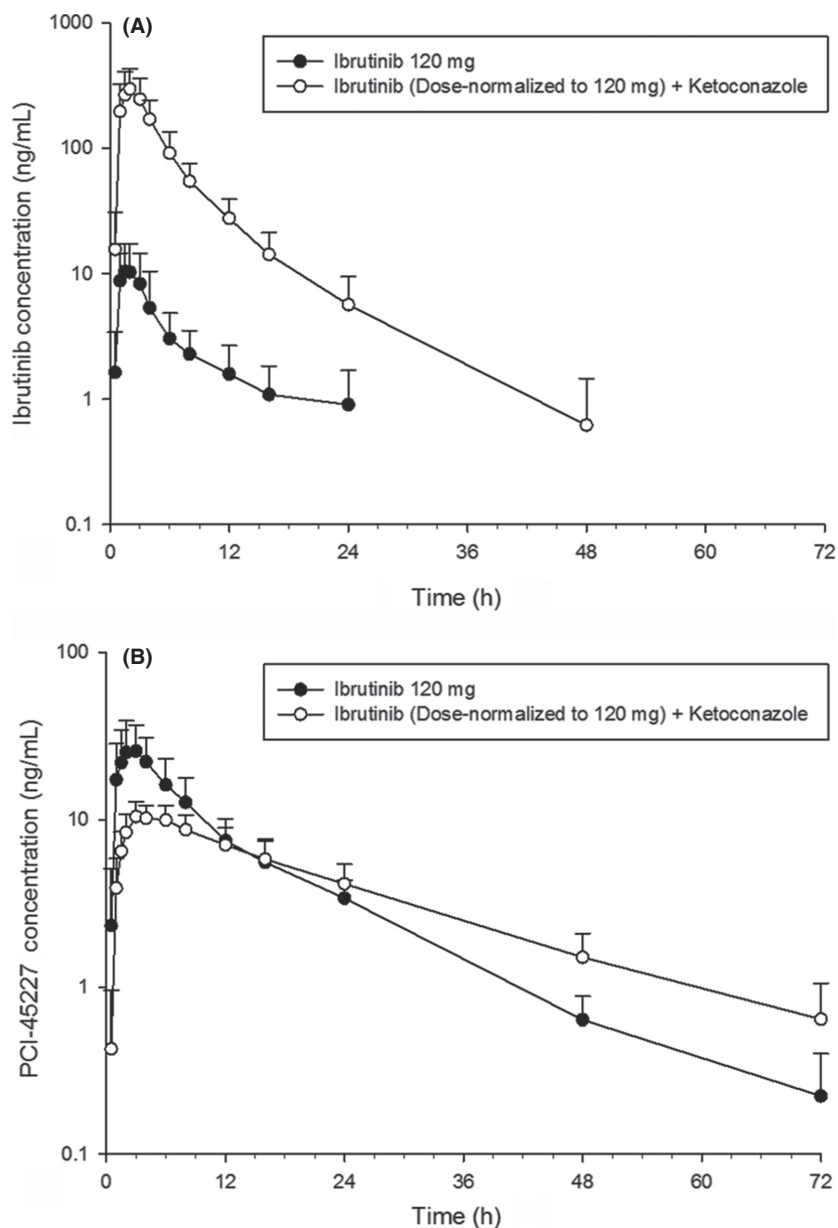 (A)
Ibrutinib 120 mg
Ibrutinib (Dose-normalized to 120 mg) + Ketoconazole
Ibrutinib concentration (ng/mL)
1000
100
10
1
0.1
0 12 24 36 48 60 72
Time (h)
(B)
Ibrutinib 120 mg
Ibrutinib (Dose-normalized to 120 mg) + Ketoconazole
PCI-45227 concentration (ng/mL)
100
10
1
0.1
0 12 24 36 48 60 72
Time (h)